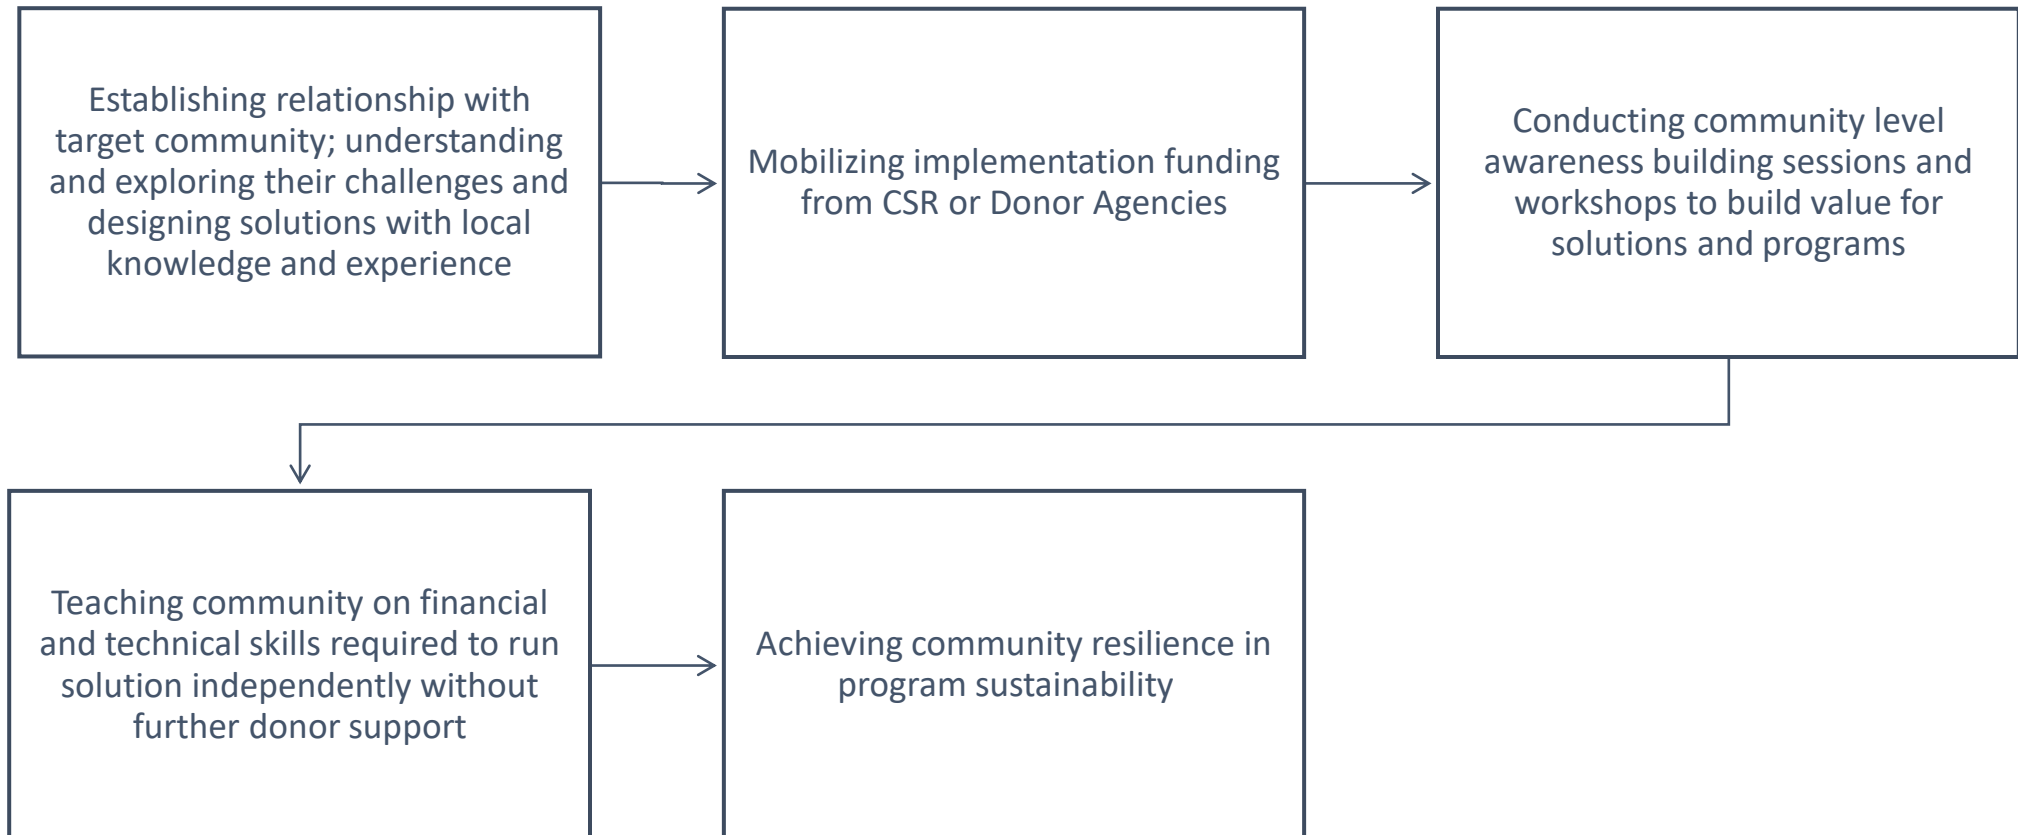 Establishing relationship with
target community; understanding
and exploring their challenges and
designing solutions with local
knowledge and experience
Mobilizing implementation funding
from CSR or Donor Agencies
Conducting community level
awareness building sessions and
workshops to build value for
solutions and programs
Teaching community on financial
and technical skills required to run
solution independently without
further donor support
Achieving community resilience in
program sustainability